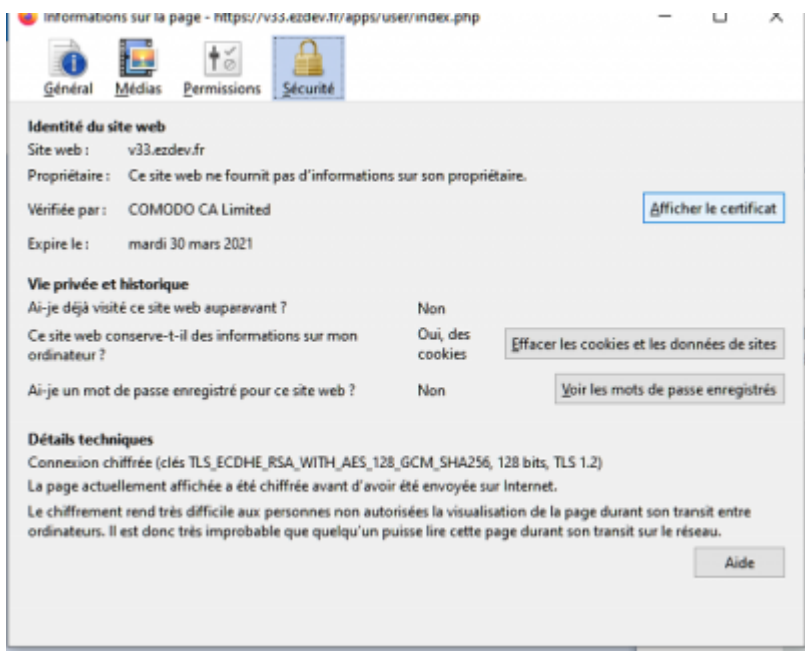 Informations sur la page - https://v33.ezdev.fr/apps/user/index.php
Général Médias Permissions Sécurité
Identité du site web
Site web : v33.ezdev.fr
Propriétaire : Ce site web ne fournit pas d'informations sur son propriétaire.
Vérifiée par : COMODO CA Limited Afficher le certificat
Expire le : mardi 30 mars 2021
Vie privée et historique
Ai-je déjà visité ce site web auparavant ? Non
Ce site web conserve-t-il des informations sur mon
ordinateur ?
Oui, des
cookies
Effacer les cookies et les données de sites
Ai-je un mot de passe enregistré pour ce site web ? Non Voir les mots de passe enregistrés
Détails techniques
Connexion chiffrée (clés TLS_ECDHE_RSA_WITH_AES_128_GCM_SHA256, 128 bits, TLS 1.2)
La page actuellement affichée a été chiffrée avant d'avoir été envoyée sur Internet.
Le chiffrement rend très difficile aux personnes non autorisées la visualisation de la page durant son transit entre
ordinateurs. Il est donc très improbable que quelqu'un puisse lire cette page durant son transit sur le réseau.
Aide